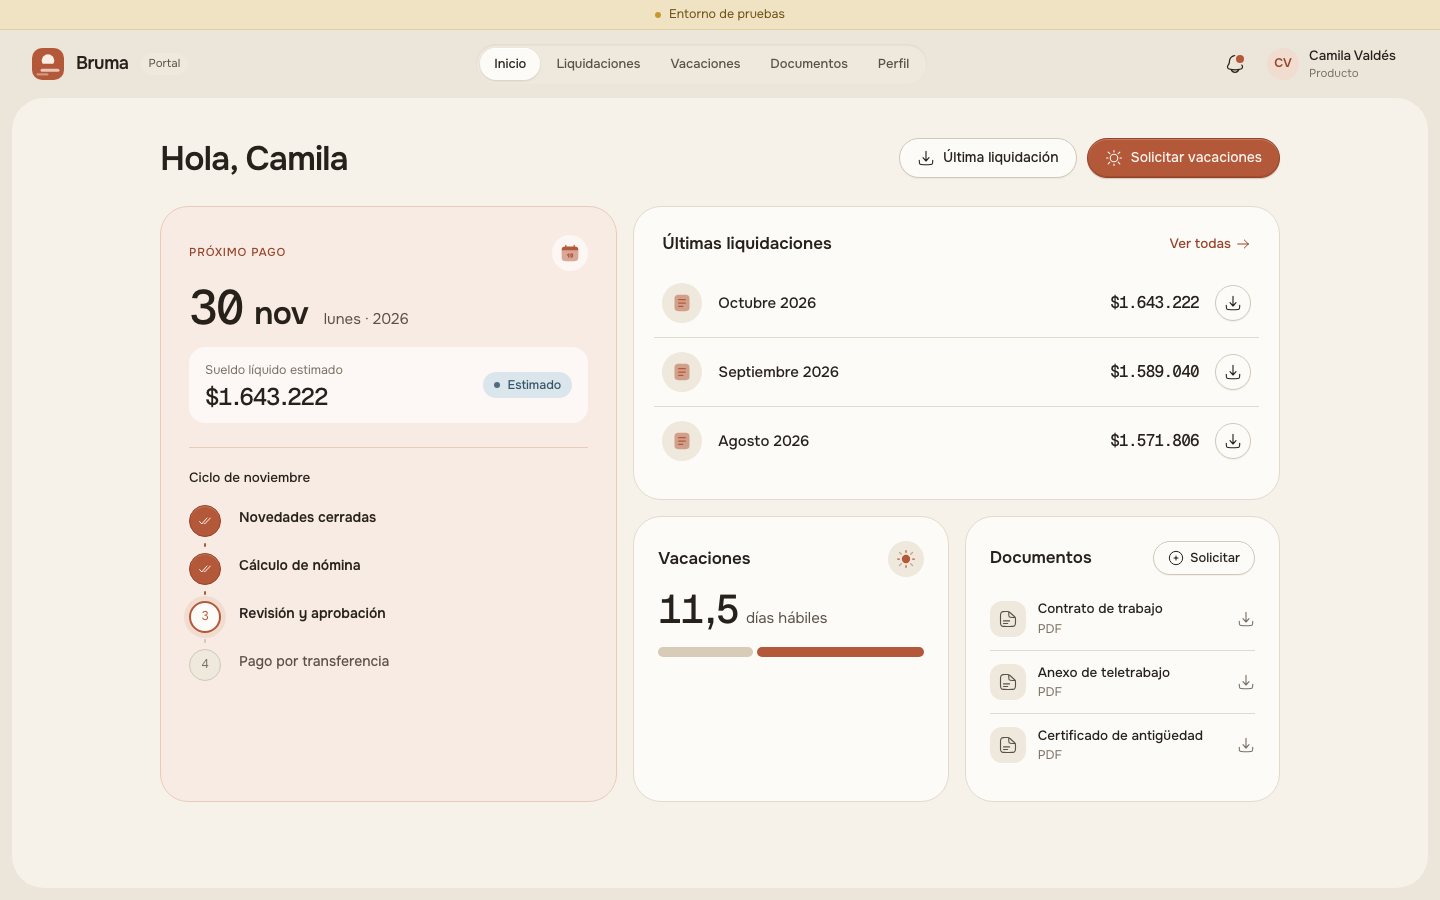 Entorno de pruebas
Bruma
Portal
Inicio
Liquidaciones
Vacaciones
Documentos
Perfil
CV
Camila Valdés
Producto
Hola, Camila
Última liquidación
Solicitar vacaciones
PRÓXIMO PAGO
30 nov lunes · 2026
Sueldo líquido estimado
$1.643.222
Estimado
Ciclo de noviembre
Novedades cerradas
Cálculo de nómina
3 Revisión y aprobación
4 Pago por transferencia
Últimas liquidaciones
Ver todas
Octubre 2026 $1.643.222
Septiembre 2026 $1.589.040
Agosto 2026 $1.571.806
Vacaciones
11,5 días hábiles
Documentos
Solicitar
Contrato de trabajo
PDF
Anexo de teletrabajo
PDF
Certificado de antigüedad
PDF